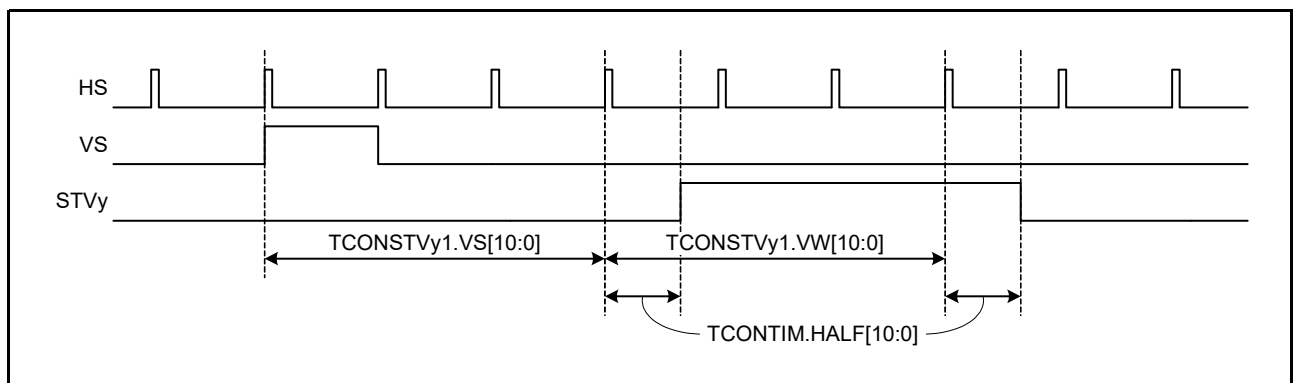 HS
VS
STVy
TCONSTVy1.VS[10:0]
TCONSTVy1.VW[10:0]
TCONTIM.HALF[10:0]